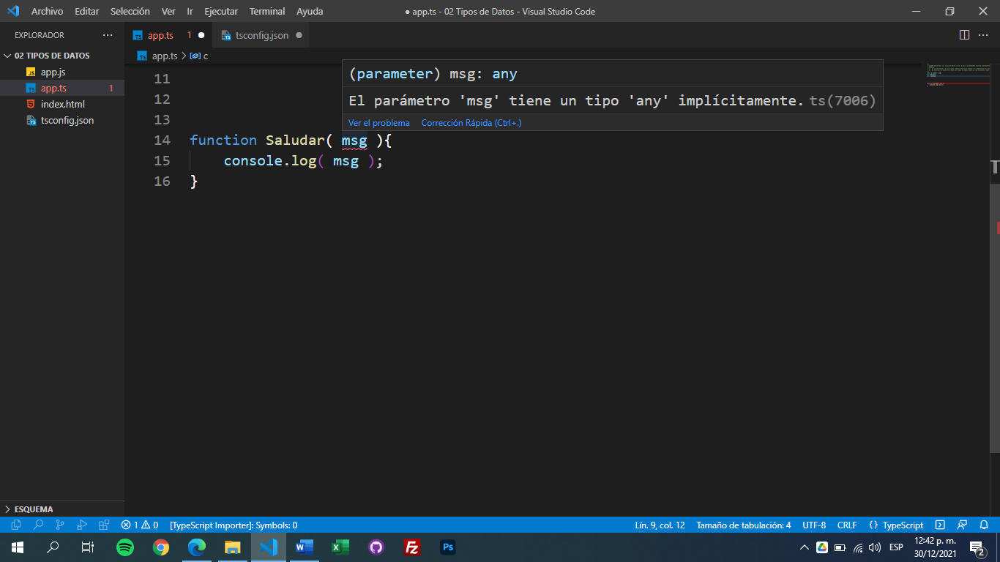 Archivo Editar Selección Ver Ir Ejecutar Terminal Ayuda
● app.ts - 02 Tipos de Datos - Visual Studio Code
EXPLORADOR
02 TIPOS DE DATOS
JS app.js
TS app.ts 1
index.html
tsconfig.json
TS app.ts 1
tsconfig.json
TS app.ts > c
(parameter) msg: any
El parámetro 'msg' tiene un tipo 'any' implícitamente. ts(7006)
Ver el problema Corrección Rápida (Ctrl+.)
11
12
13
14 function Saludar( msg ){
15 console.log( msg );
16 }
ESQUEMA
1 0 [TypeScript Importer]: Symbols: 0
Lín. 9, col. 12 Tamaño de tabulación: 4 UTF-8 CRLF {} TypeScript
ESP
12:42 p. m.
30/12/2021
2